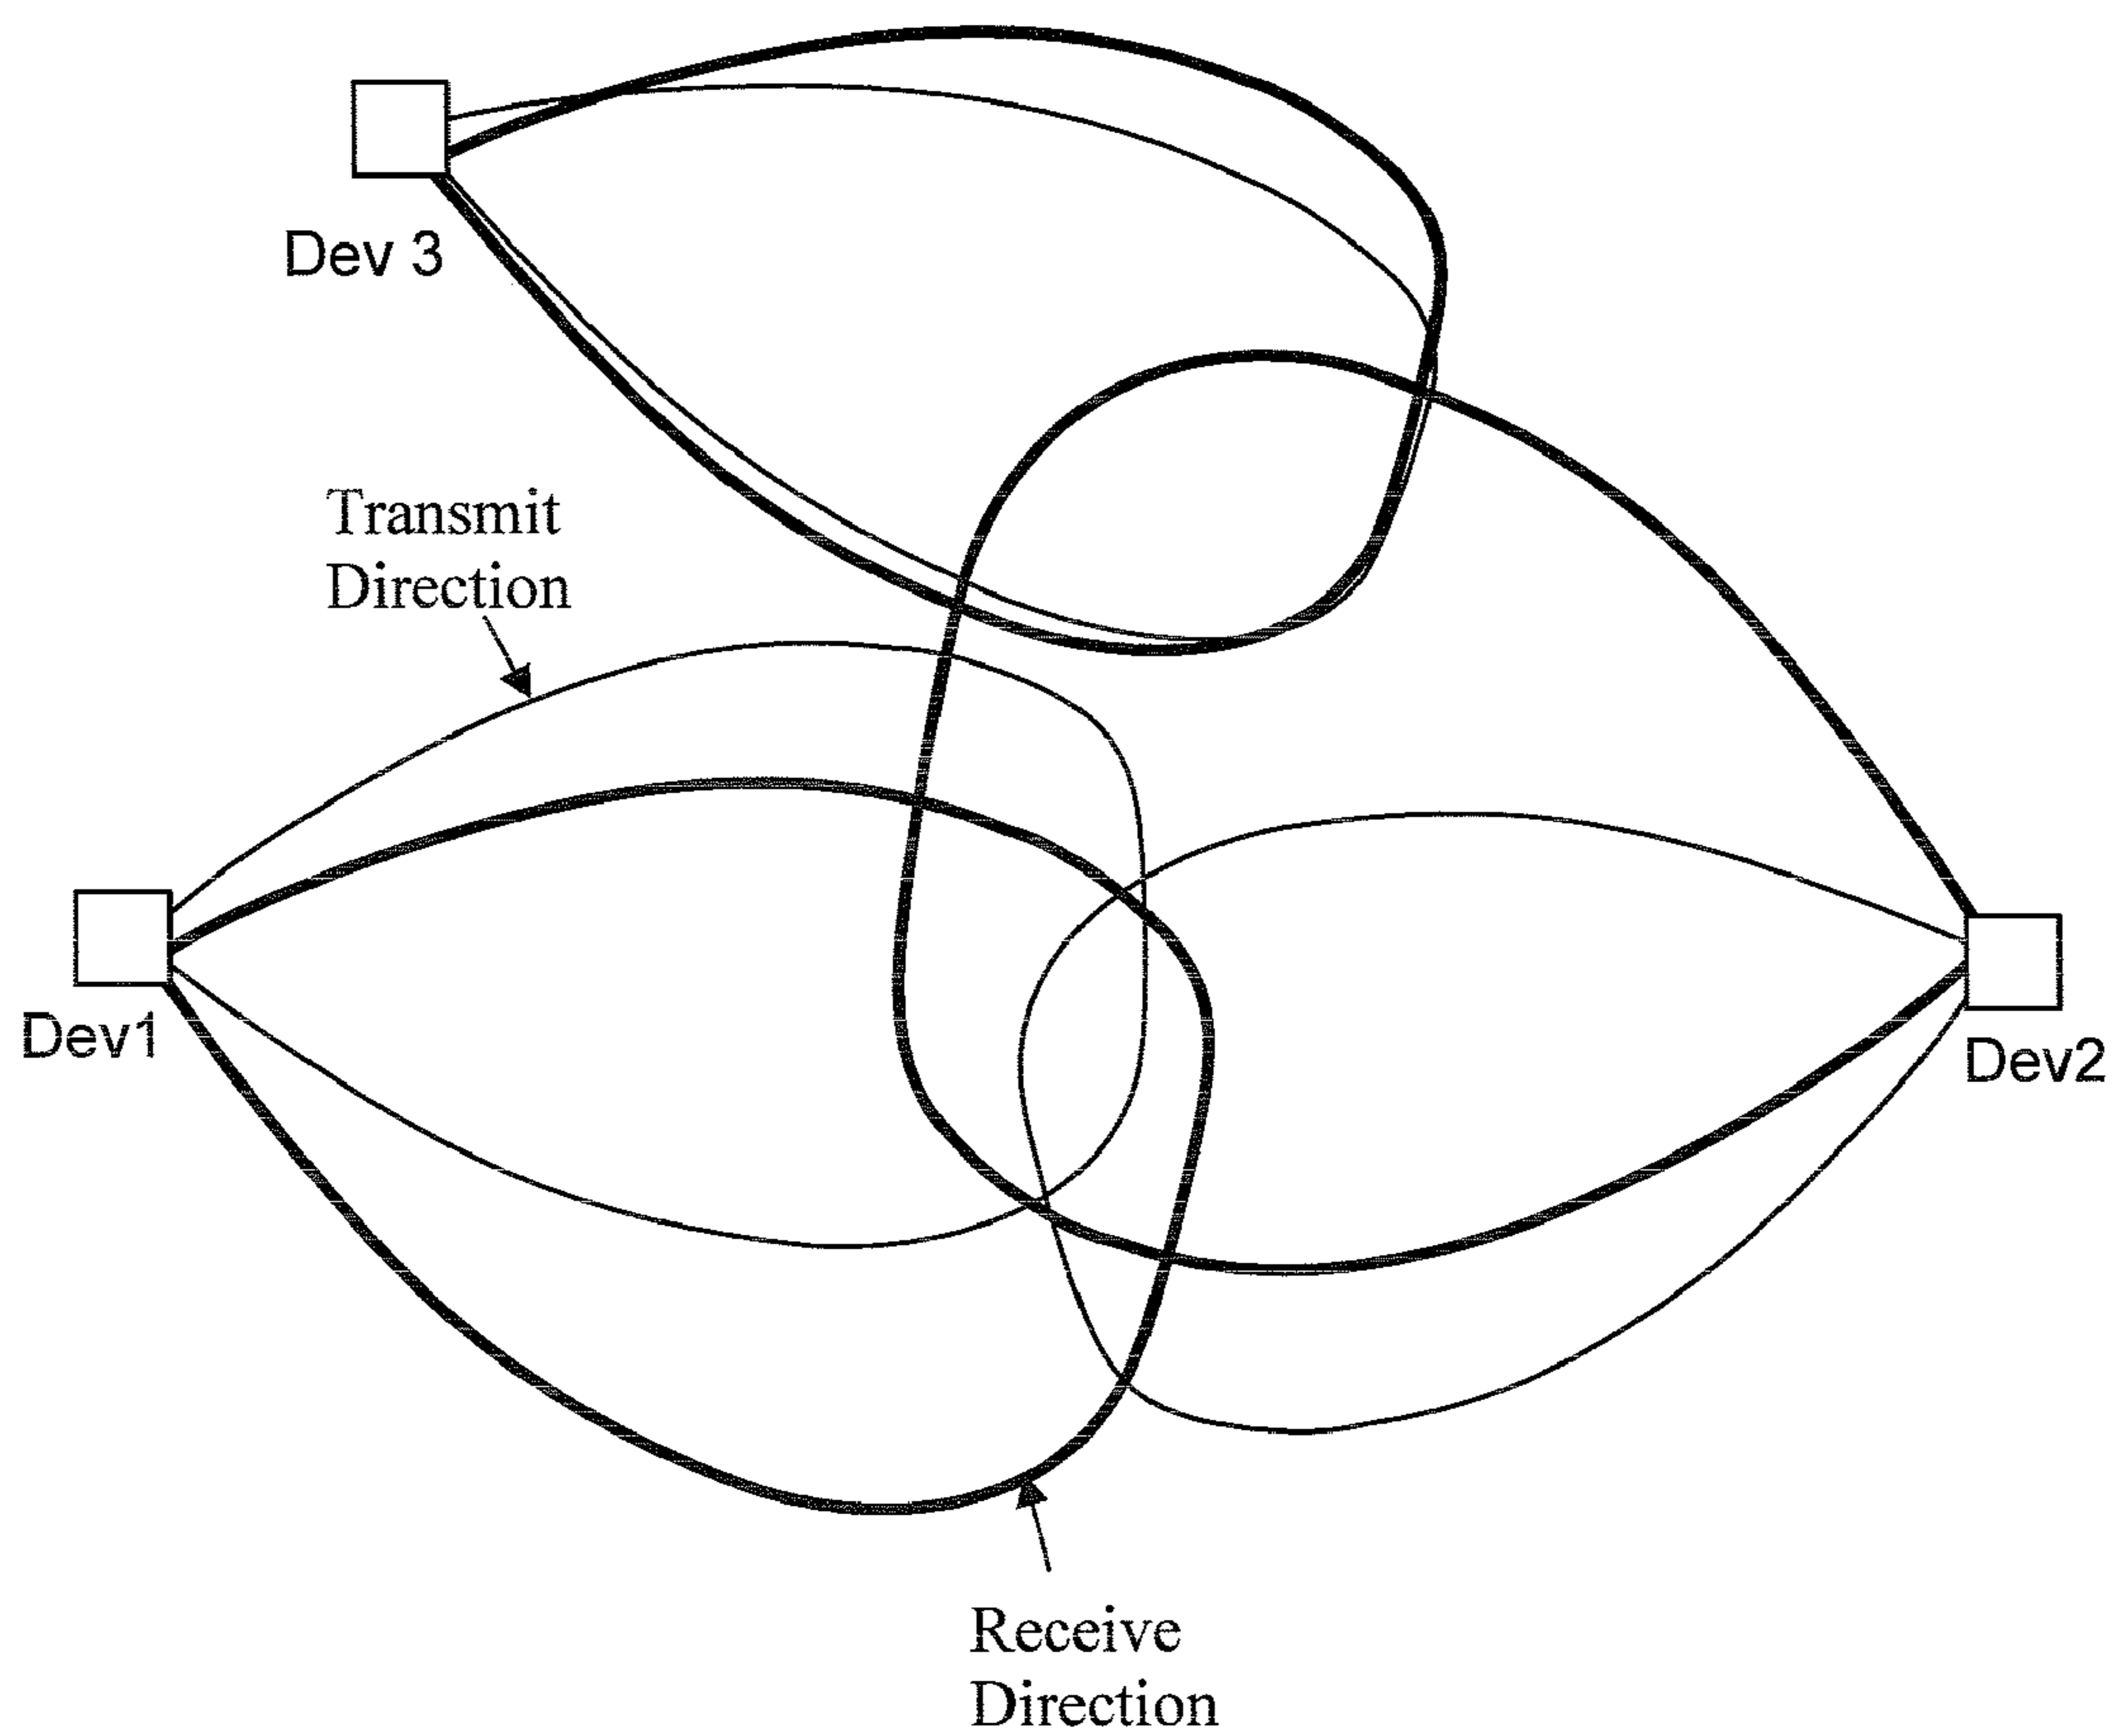 Dev 3
Transmit
Direction
Dev1
Dev2
Receive
Direction